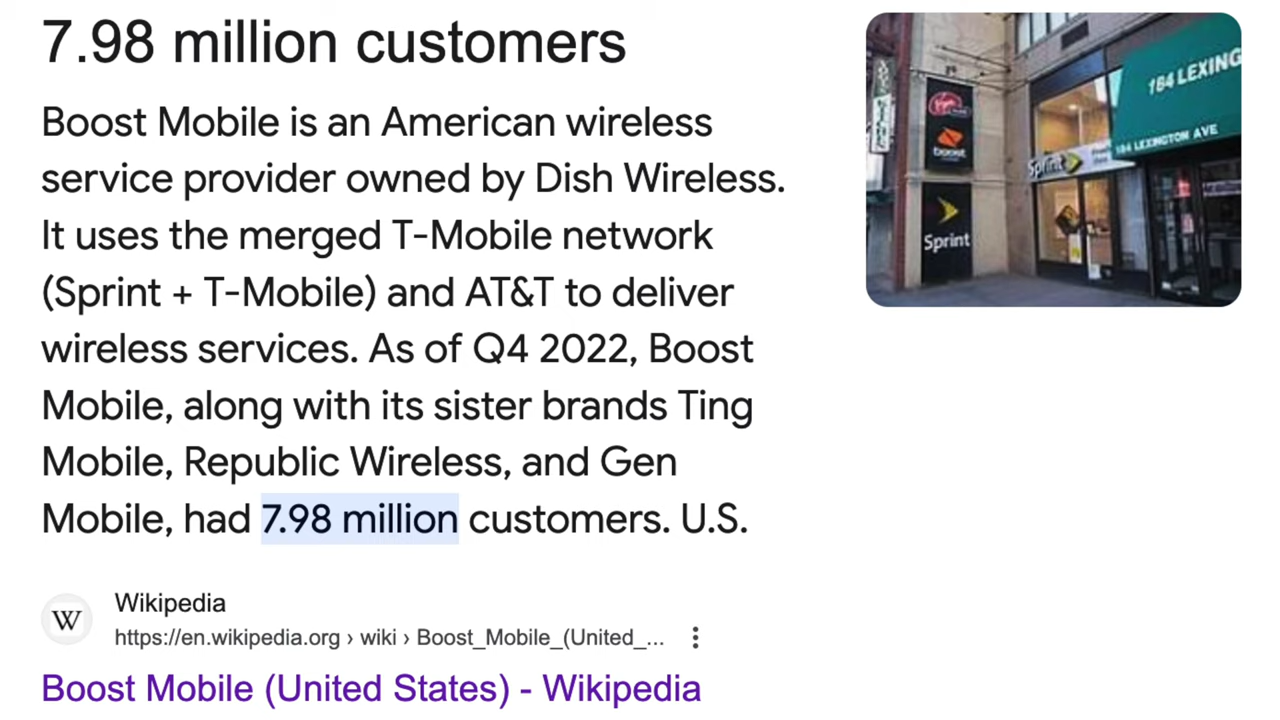 7.98 million customers
Boost Mobile is an American wireless
service provider owned by Dish Wireless.
It uses the merged T-Mobile network
(Sprint + T-Mobile) and AT&T to deliver
wireless services. As of Q4 2022, Boost
Mobile, along with its sister brands Ting
Mobile, Republic Wireless, and Gen
Mobile, had 7.98 million customers. U.S.
W
Wikipedia
https://en.wikipedia.org › wiki › Boost_Mobile_(United_...
Boost Mobile (United States) - Wikipedia
184 LEXING
184 LEXINGTON AVE
Virgin
boost
Sprint
Sprint